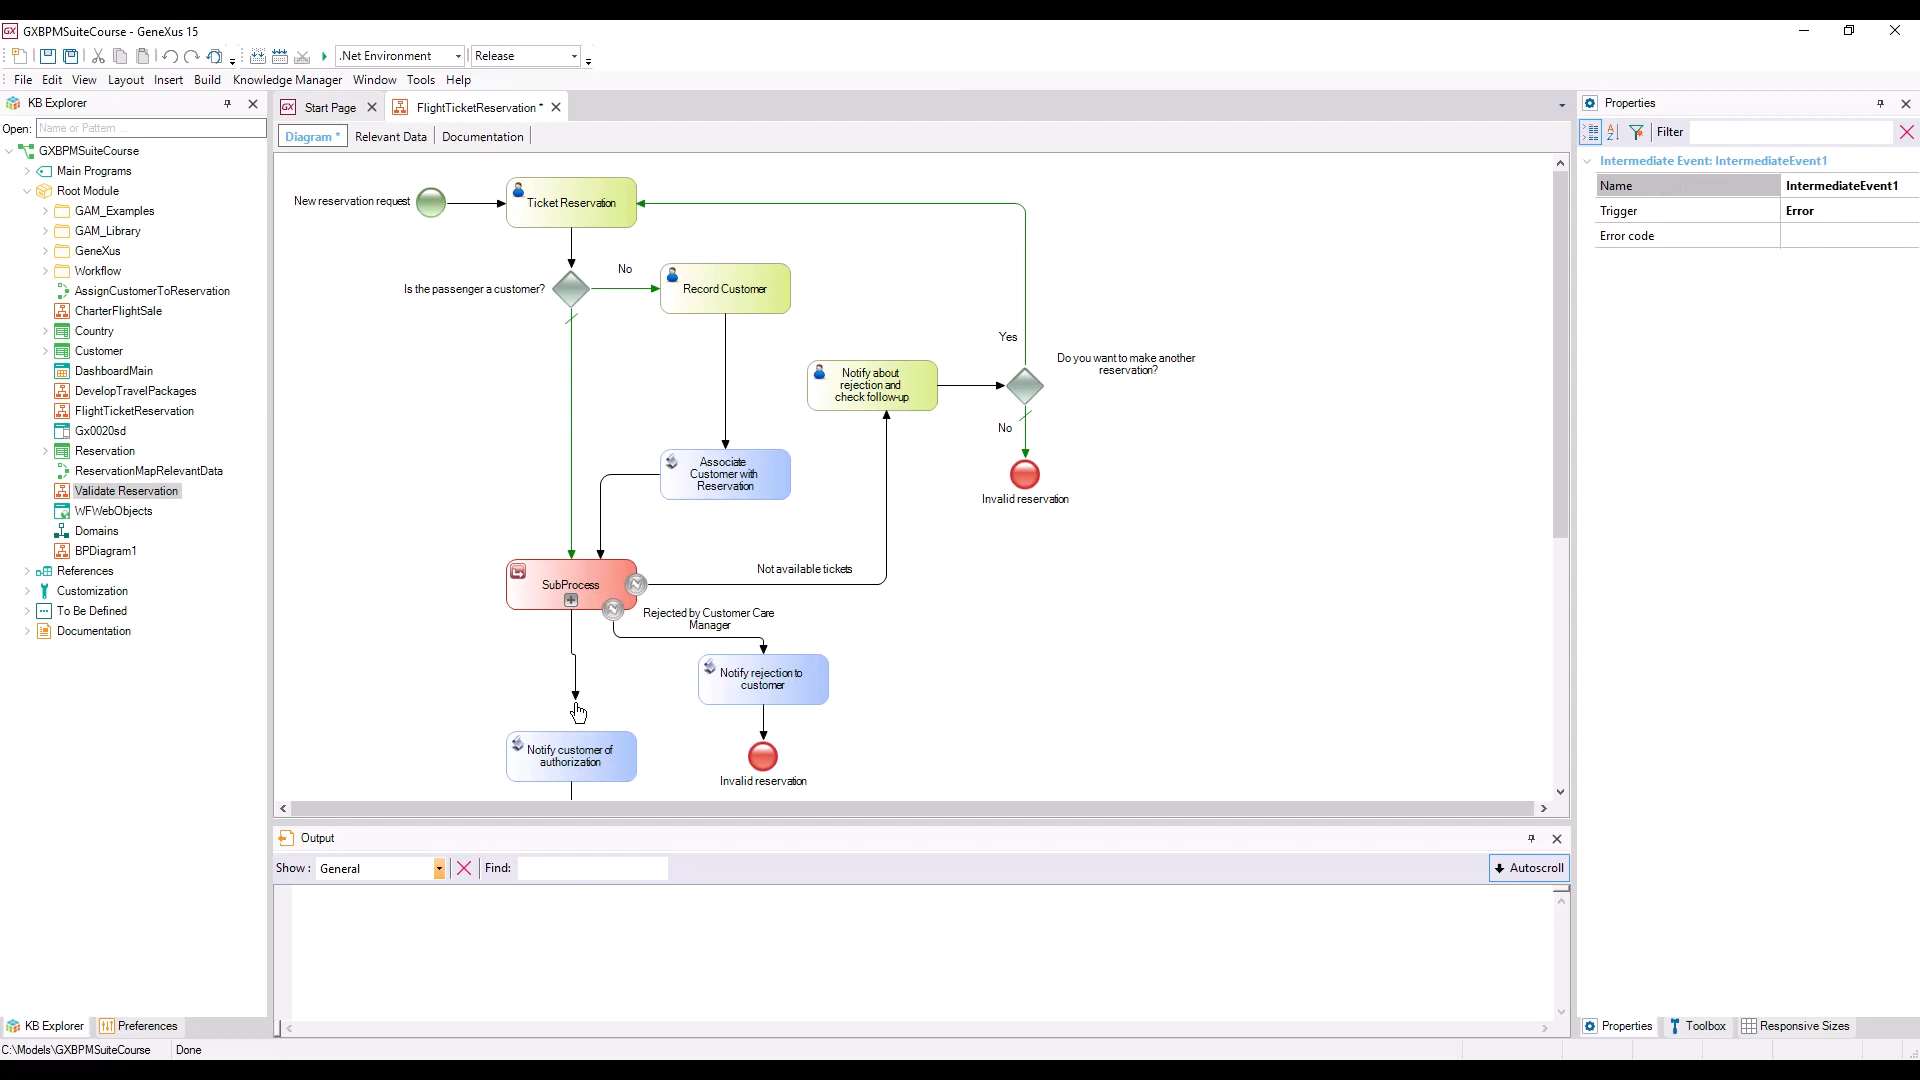 GXBPMSuiteCourse - GeneXus 15
.Net Environment
Release
File Edit View Layout Insert Build Knowledge Manager Window Tools Help
KB Explorer
Open: Name or Pattern ...
GXBPMSuiteCourse
Main Programs
Root Module
GAM_Examples
GAM_Library
GeneXus
Workflow
AssignCustomerToReservation
CharterFlightSale
Country
Customer
DashboardMain
DevelopTravelPackages
FlightTicketReservation
Gx0020sd
Reservation
ReservationMapRelevantData
Validate Reservation
WFWebObjects
Domains
BPDiagram1
References
Customization
To Be Defined
Documentation
KB Explorer
Preferences
C:\Models\GXBPMSuiteCourse
Done
Start Page
FlightTicketReservation *
Diagram *
Relevant Data
Documentation
New reservation request
Ticket Reservation
Is the passenger a customer?
No
Record Customer
Notify about
rejection and
check follow-up
Yes
Do you want to make another
reservation?
No
Invalid reservation
Associate
Customer with
Reservation
SubProcess
Not available tickets
Rejected by Customer Care
Manager
Notify rejection to
customer
Notify customer of
authorization
Invalid reservation
Output
Show : General
Find:
Autoscroll
Properties
Filter
Intermediate Event: IntermediateEvent1
Name IntermediateEvent1
Trigger Error
Error code
Properties
Toolbox
Responsive Sizes